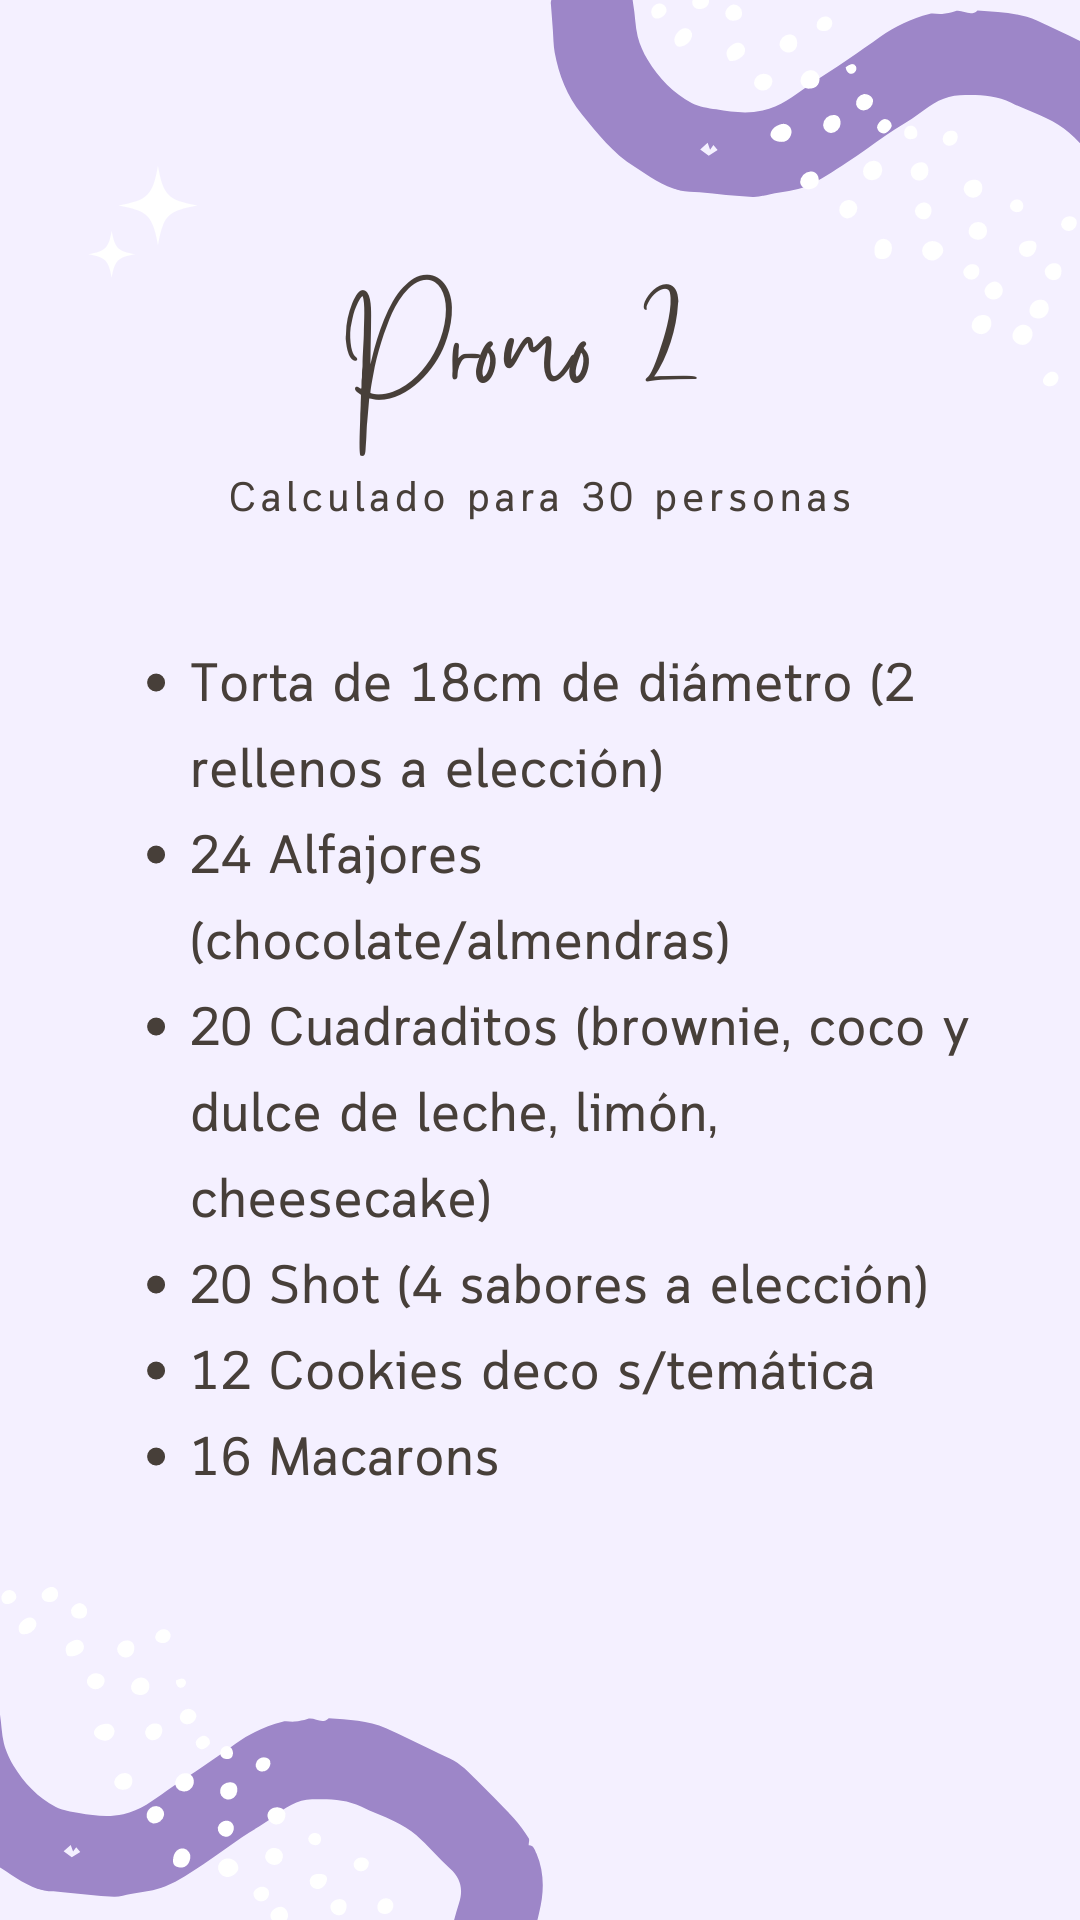 Promo 2
Calculado para 30 personas
• Torta de 18cm de diámetro (2
rellenos a elección)
• 24 Alfajores
(chocolate/almendras)
• 20 Cuadraditos (brownie, coco y
dulce de leche, limón,
cheesecake)
• 20 Shot (4 sabores a elección)
• 12 Cookies deco s/temática
• 16 Macarons